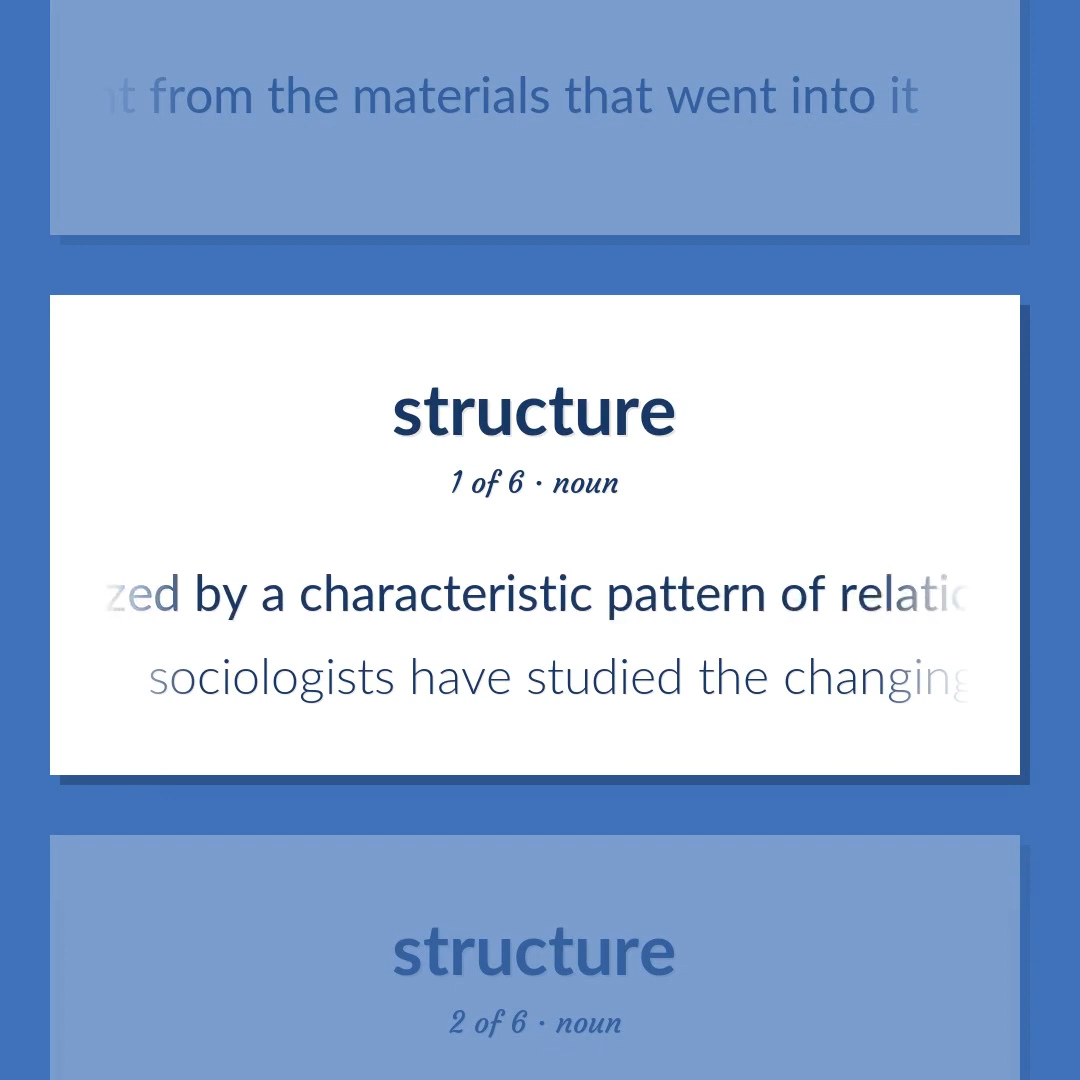 from the materials that went into it
structure
1 of 6 · noun
by a characteristic pattern of
sociologists have studied the changing
structure
2 of 6 · noun